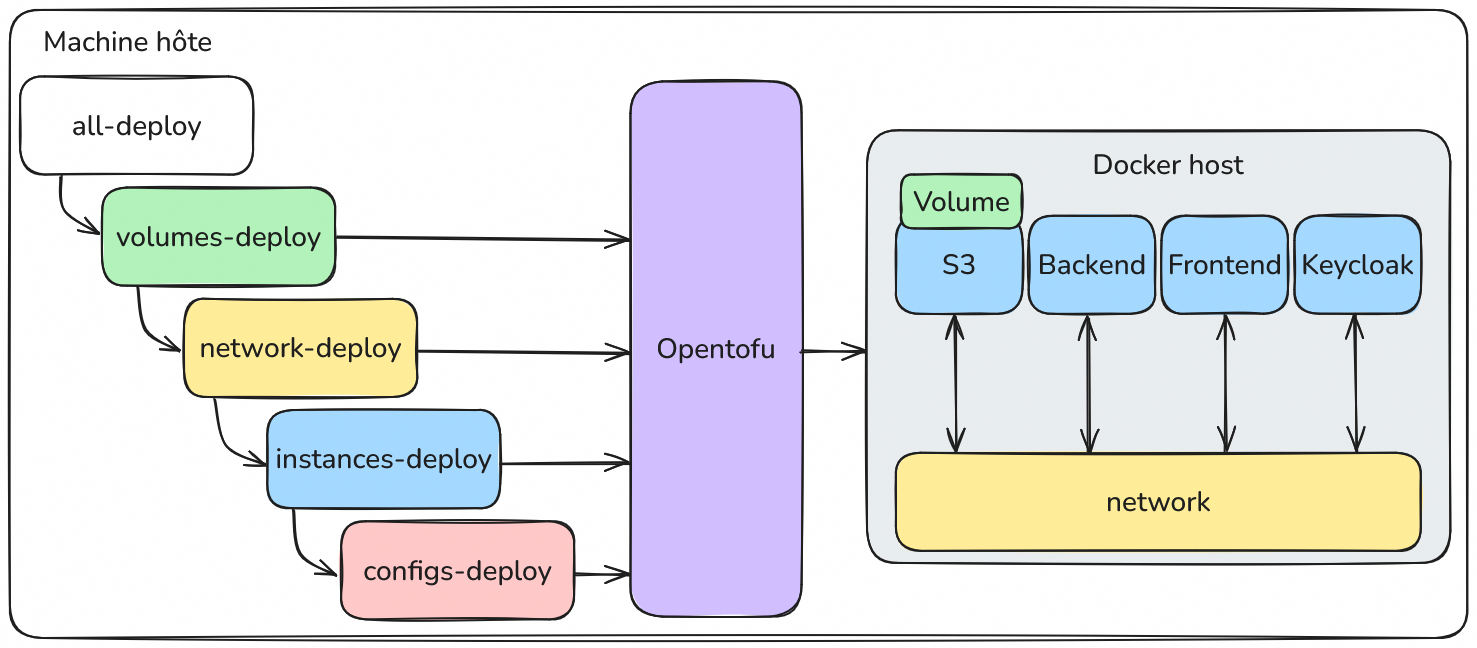 Machine hôte
all-deploy
volumes-deploy
network-deploy
instances-deploy
configs-deploy
Opentofu
Docker host
Volume
S3
Backend
Frontend
Keycloak
network